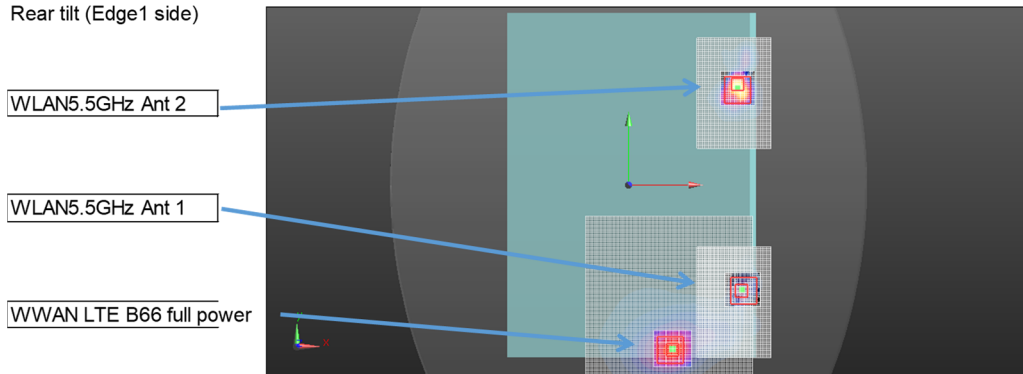 Rear tilt (Edge1 side)
WLAN5.5GHz Ant 2
WLAN5.5GHz Ant 1
WWAN LTE B66 full power
X